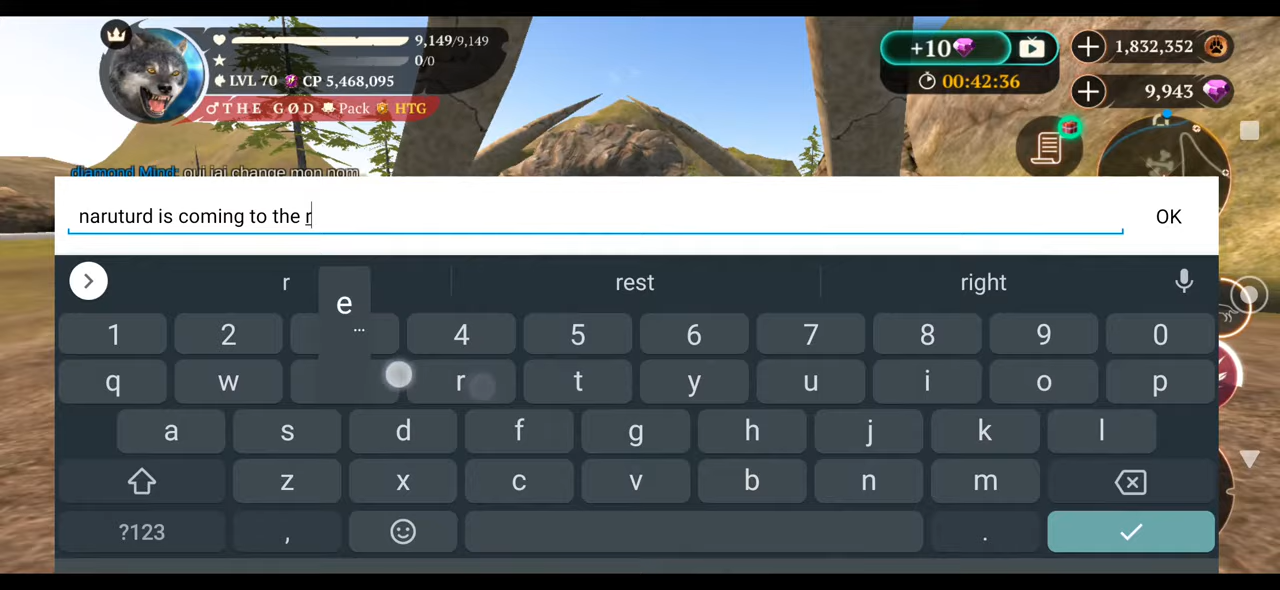 9,149/9,149
0/0
LVL 70 CP 5,468,095
♂ T H E G Ø D Pack HTG
+10
00:42:36
1,832,352
9,943
diamond Mind: oui jai change mon nom
naruturd is coming to the r
OK
r rest right
e
...
1 2 4 5 6 7 8 9 0
q w r t y u i o p
a s d f g h j k l
z x c v b n m
?123 , .